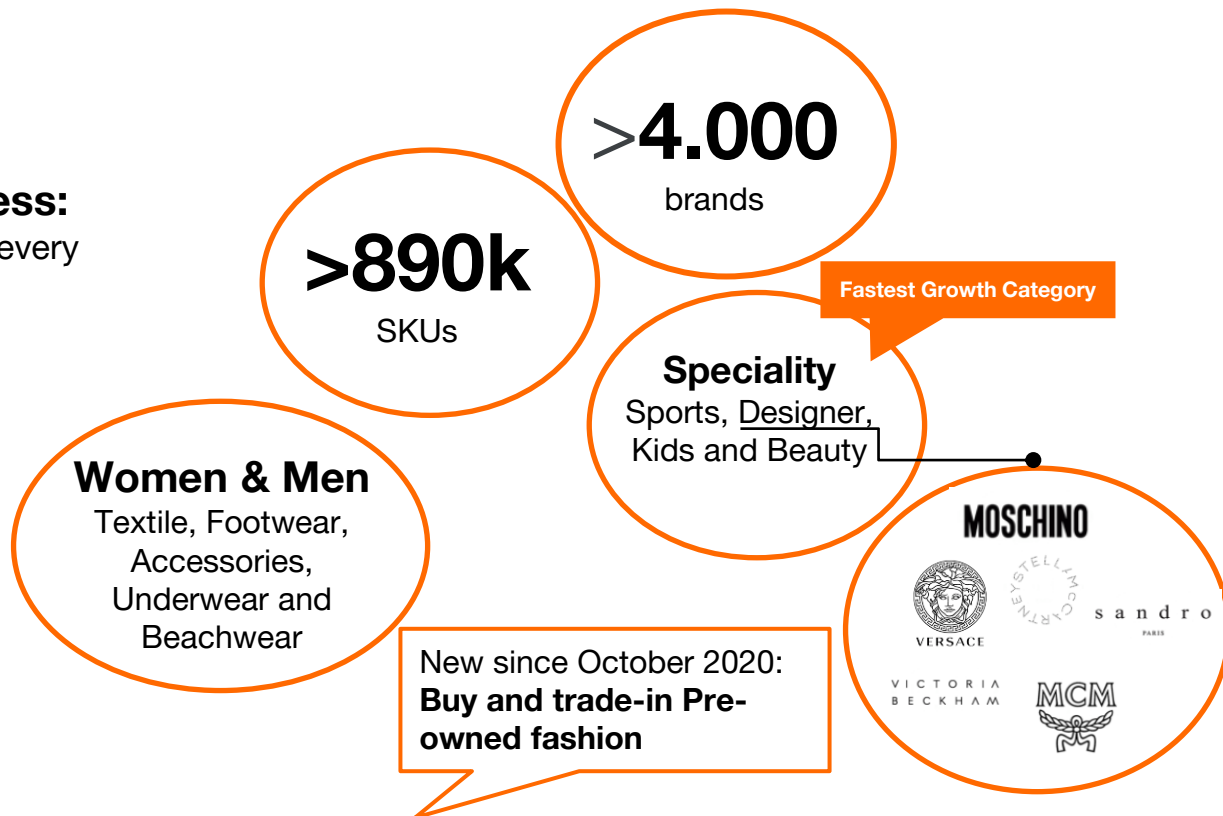 ess:
every
>4.000
brands
>890k
SKUs
Fastest Growth Category
Speciality
Sports, Designer,
Kids and Beauty
Women & Men
Textile, Footwear,
Accessories,
Underwear and
Beachwear
New since October 2020:
Buy and trade-in Pre-
owned fashion
MOSCHINO
VERSACE
STELLA McCARTNEY
sandro
PARIS
VICTORIA
BECKHAM
MCM